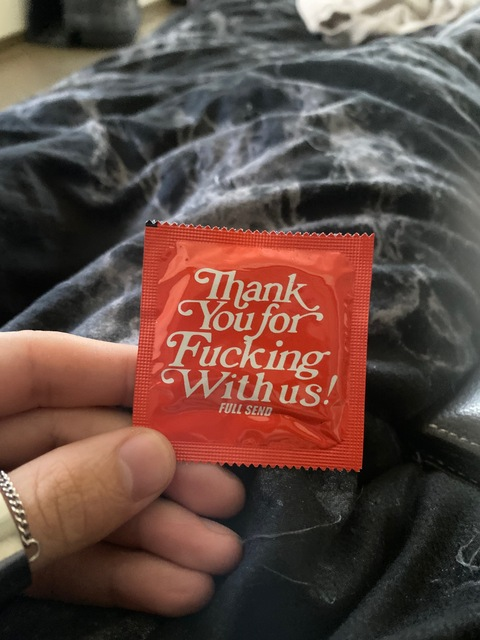 Thank
You for
Fucking
With us!
FULL SEND